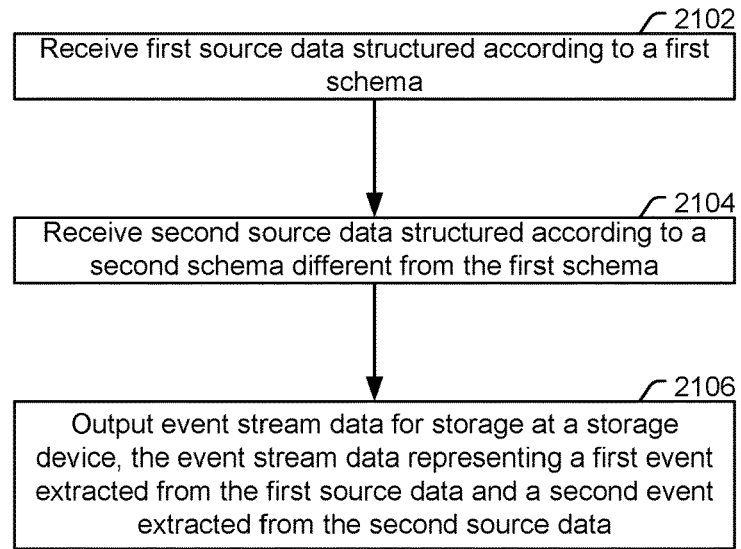 2102
Receive first source data structured according to a first
schema
2104
Receive second source data structured according to a
second schema different from the first schema
2106
Output event stream data for storage at a storage
device, the event stream data representing a first event
extracted from the first source data and a second event
extracted from the second source data